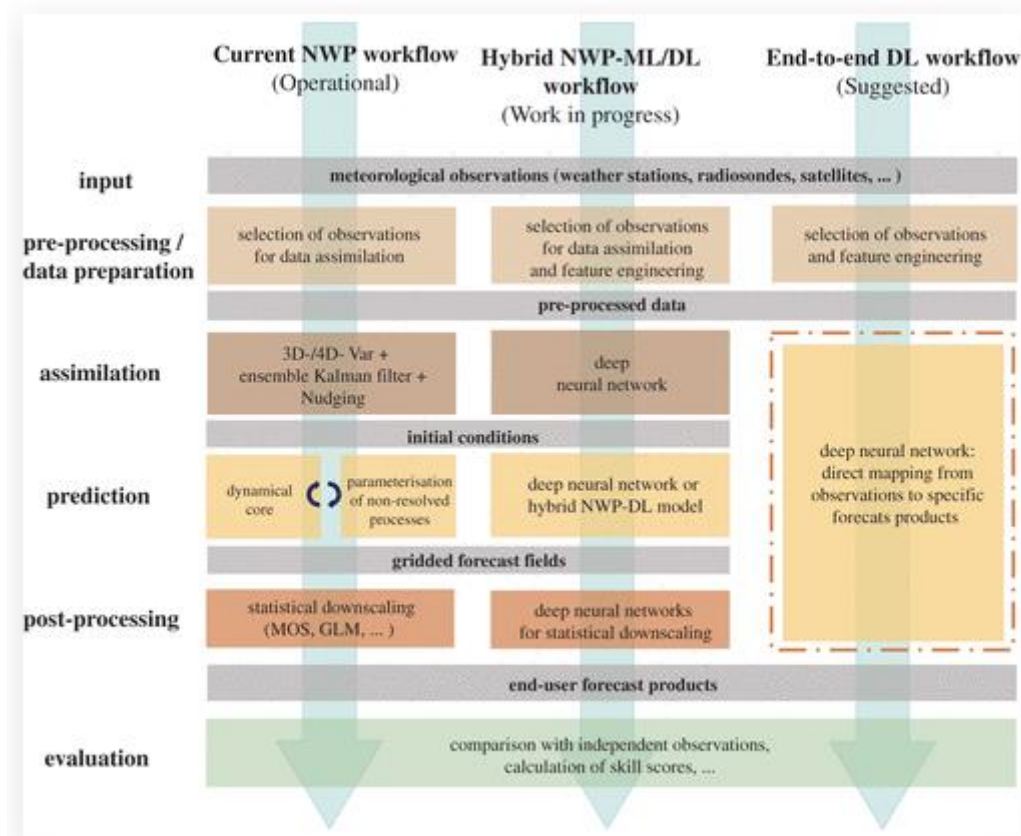 Current NWP workflow
(Operational)
Hybrid NWP-ML/DL
workflow
(Work in progress)
End-to-end DL workflow
(Suggested)
input
meteorological observations (weather stations, radiosondes, satellites, ... )
pre-processing /
data preparation
selection of observations
for data assimilation
selection of observations
for data assimilation
and feature engineering
selection of observations
and feature engineering
pre-processed data
assimilation
3D-/4D- Var +
ensemble Kalman filter +
Nudging
deep
neural network
initial conditions
prediction
dynamical
core
parameterisation
of non-resolved
processes
deep neural network or
hybrid NWP-DL model
deep neural network:
direct mapping from
observations to specific
forecats products
gridded forecast fields
post-processing
statistical downscaling
(MOS, GLM, ... )
deep neural networks
for statistical downscaling
end-user forecast products
evaluation
comparison with independent observations,
calculation of skill scores, ...